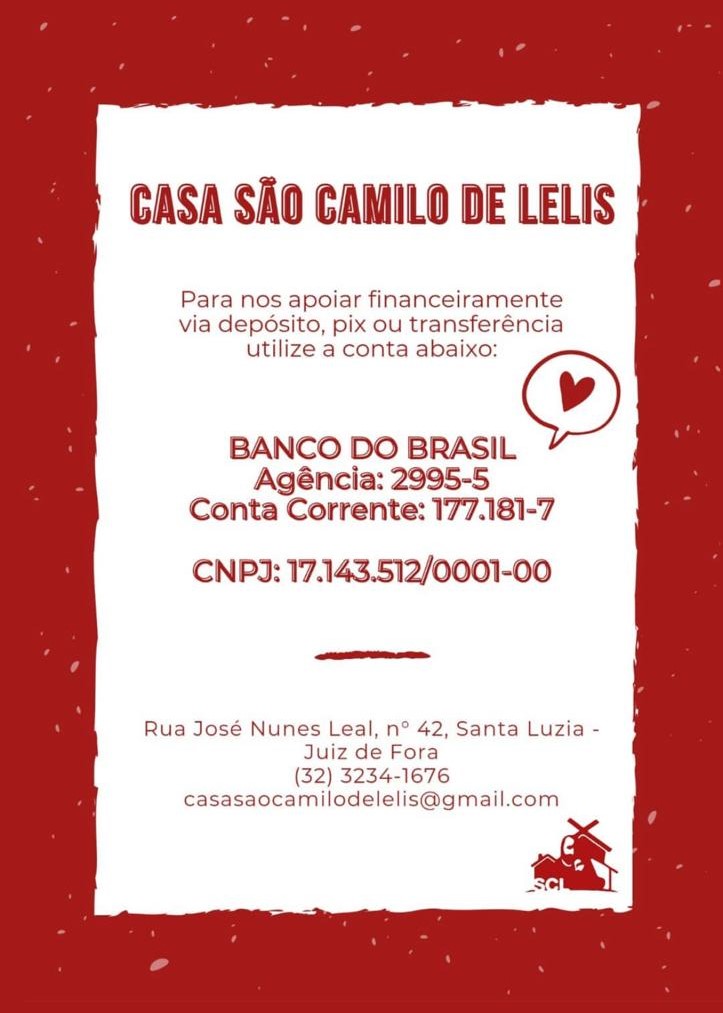 CASA SÃO CAMILO DE LELIS
Para nos apoiar financeiramente
via depósito, pix ou transferência
utilize a conta abaixo:
BANCO DO BRASIL
Agência: 2995-5
Conta Corrente: 177.181-7
CNPJ: 17.143.512/0001-00
Rua José Nunes Leal, n° 42, Santa Luzia -
Juiz de Fora
(32) 3234-1676
casasaocamilodelelis@gmail.com
SCL